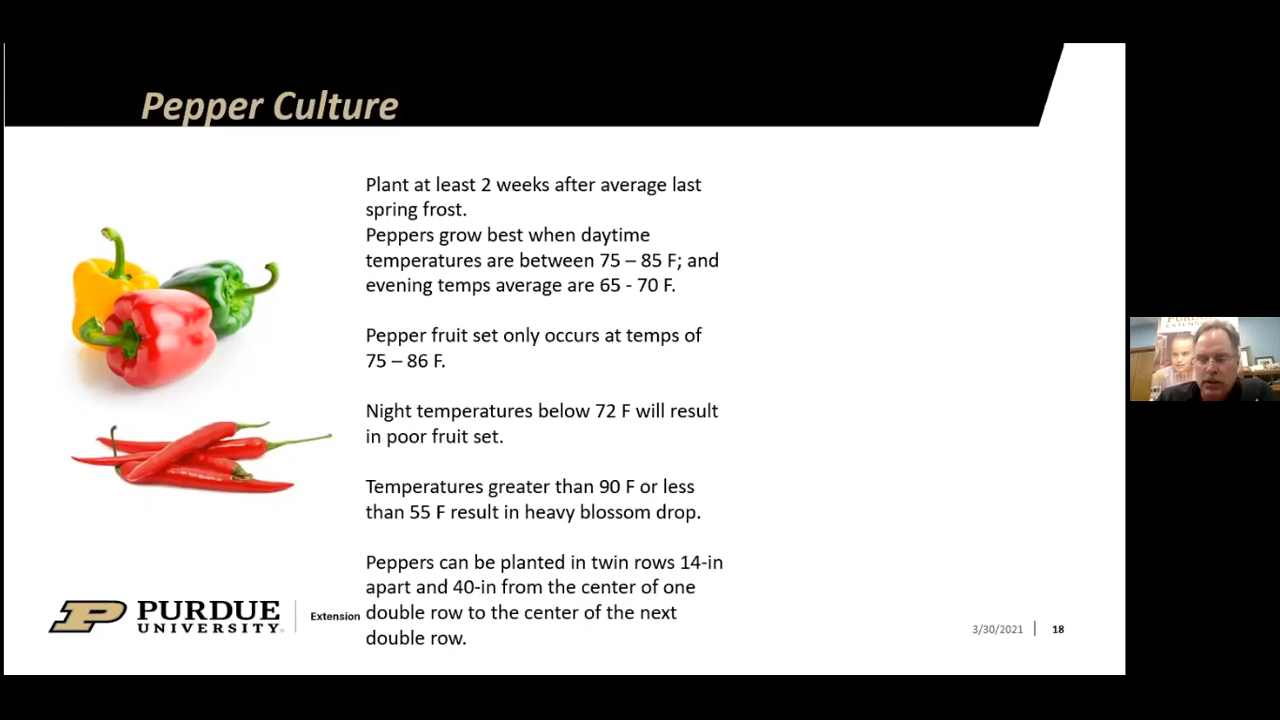 Pepper Culture
Plant at least 2 weeks after average last
spring frost.
Peppers grow best when daytime
temperatures are between 75 – 85 F; and
evening temps average are 65 - 70 F.
Pepper fruit set only occurs at temps of
75 – 86 F.
Night temperatures below 72 F will result
in poor fruit set.
Temperatures greater than 90 F or less
than 55 F result in heavy blossom drop.
Peppers can be planted in twin rows 14-in
apart and 40-in from the center of one
double row to the center of the next
double row.
PURDUE
UNIVERSITY
Extension
3/30/2021
18
PURDUE
EXTENSION